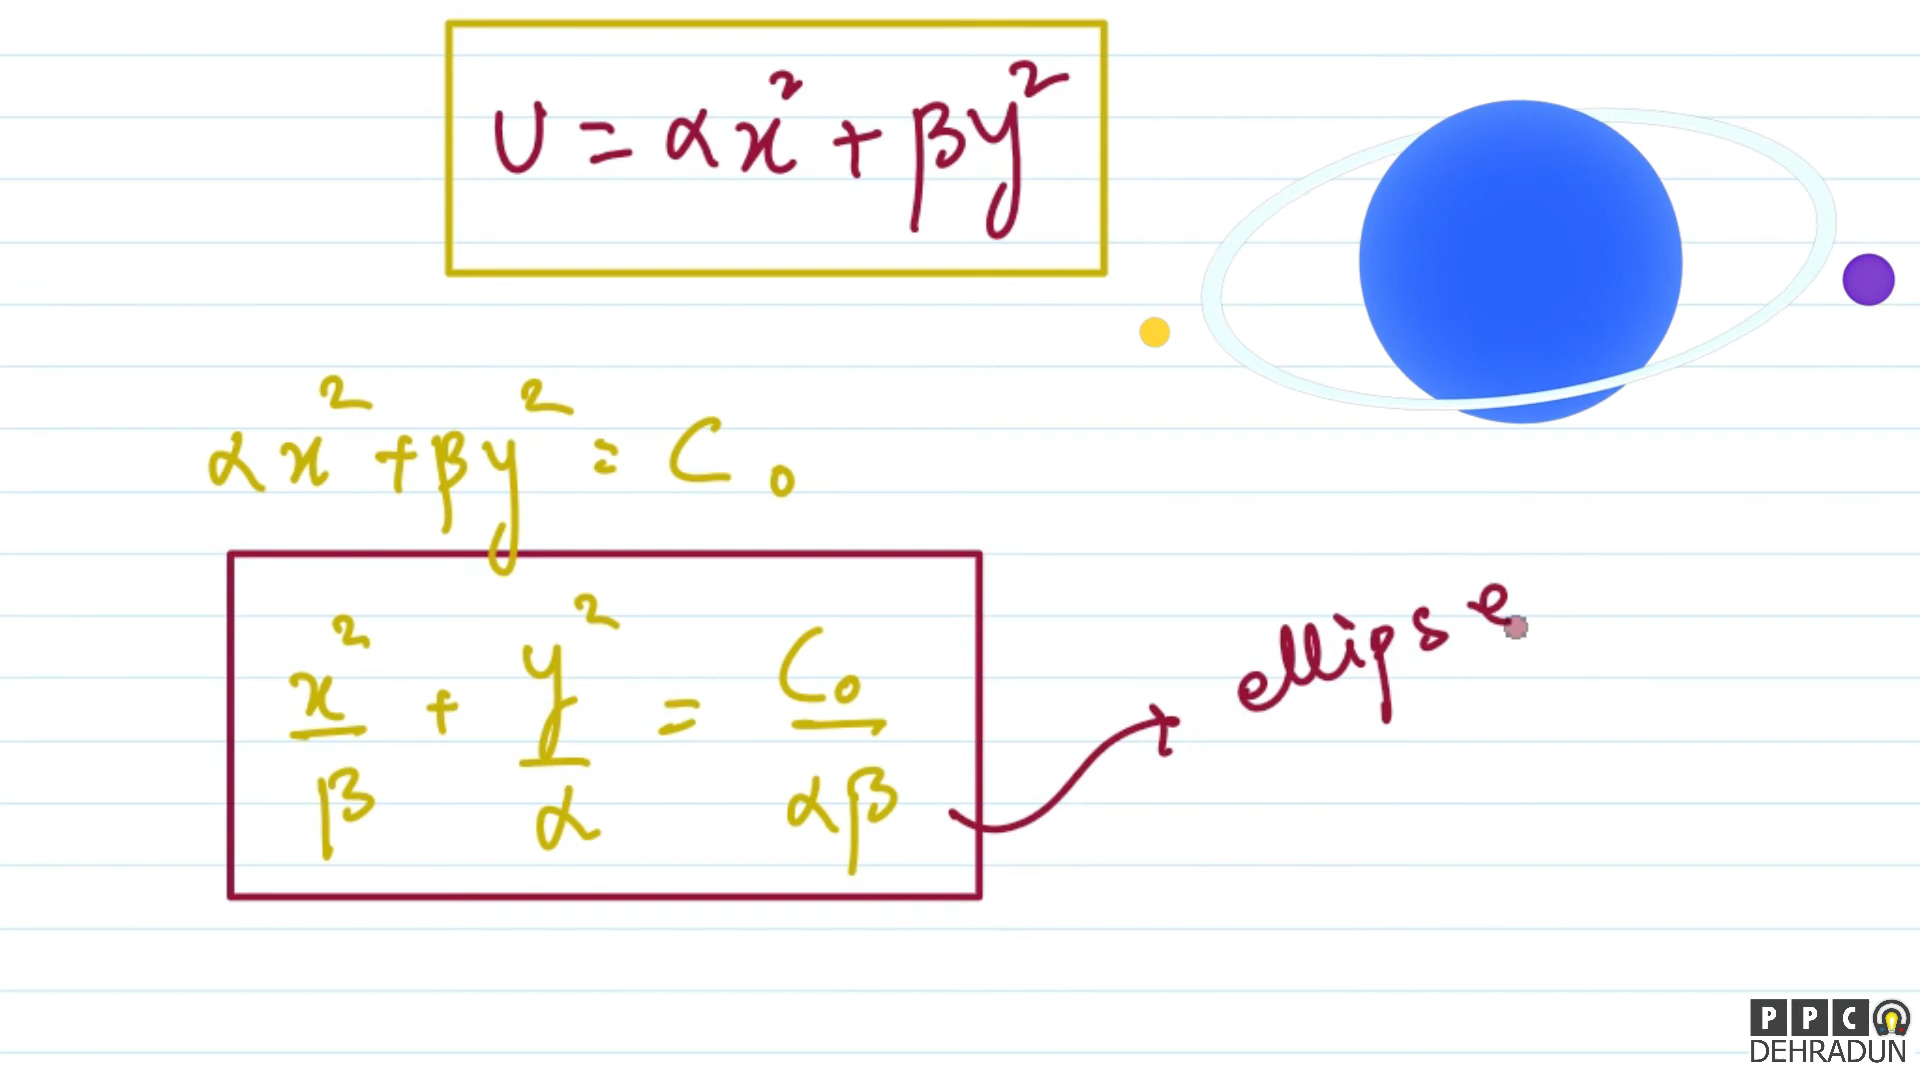 U = αx² + βy²
αx² + βy² = C₀
x²/β + y²/α = C₀/αβ
ellipse
PPC
DEHRADUN